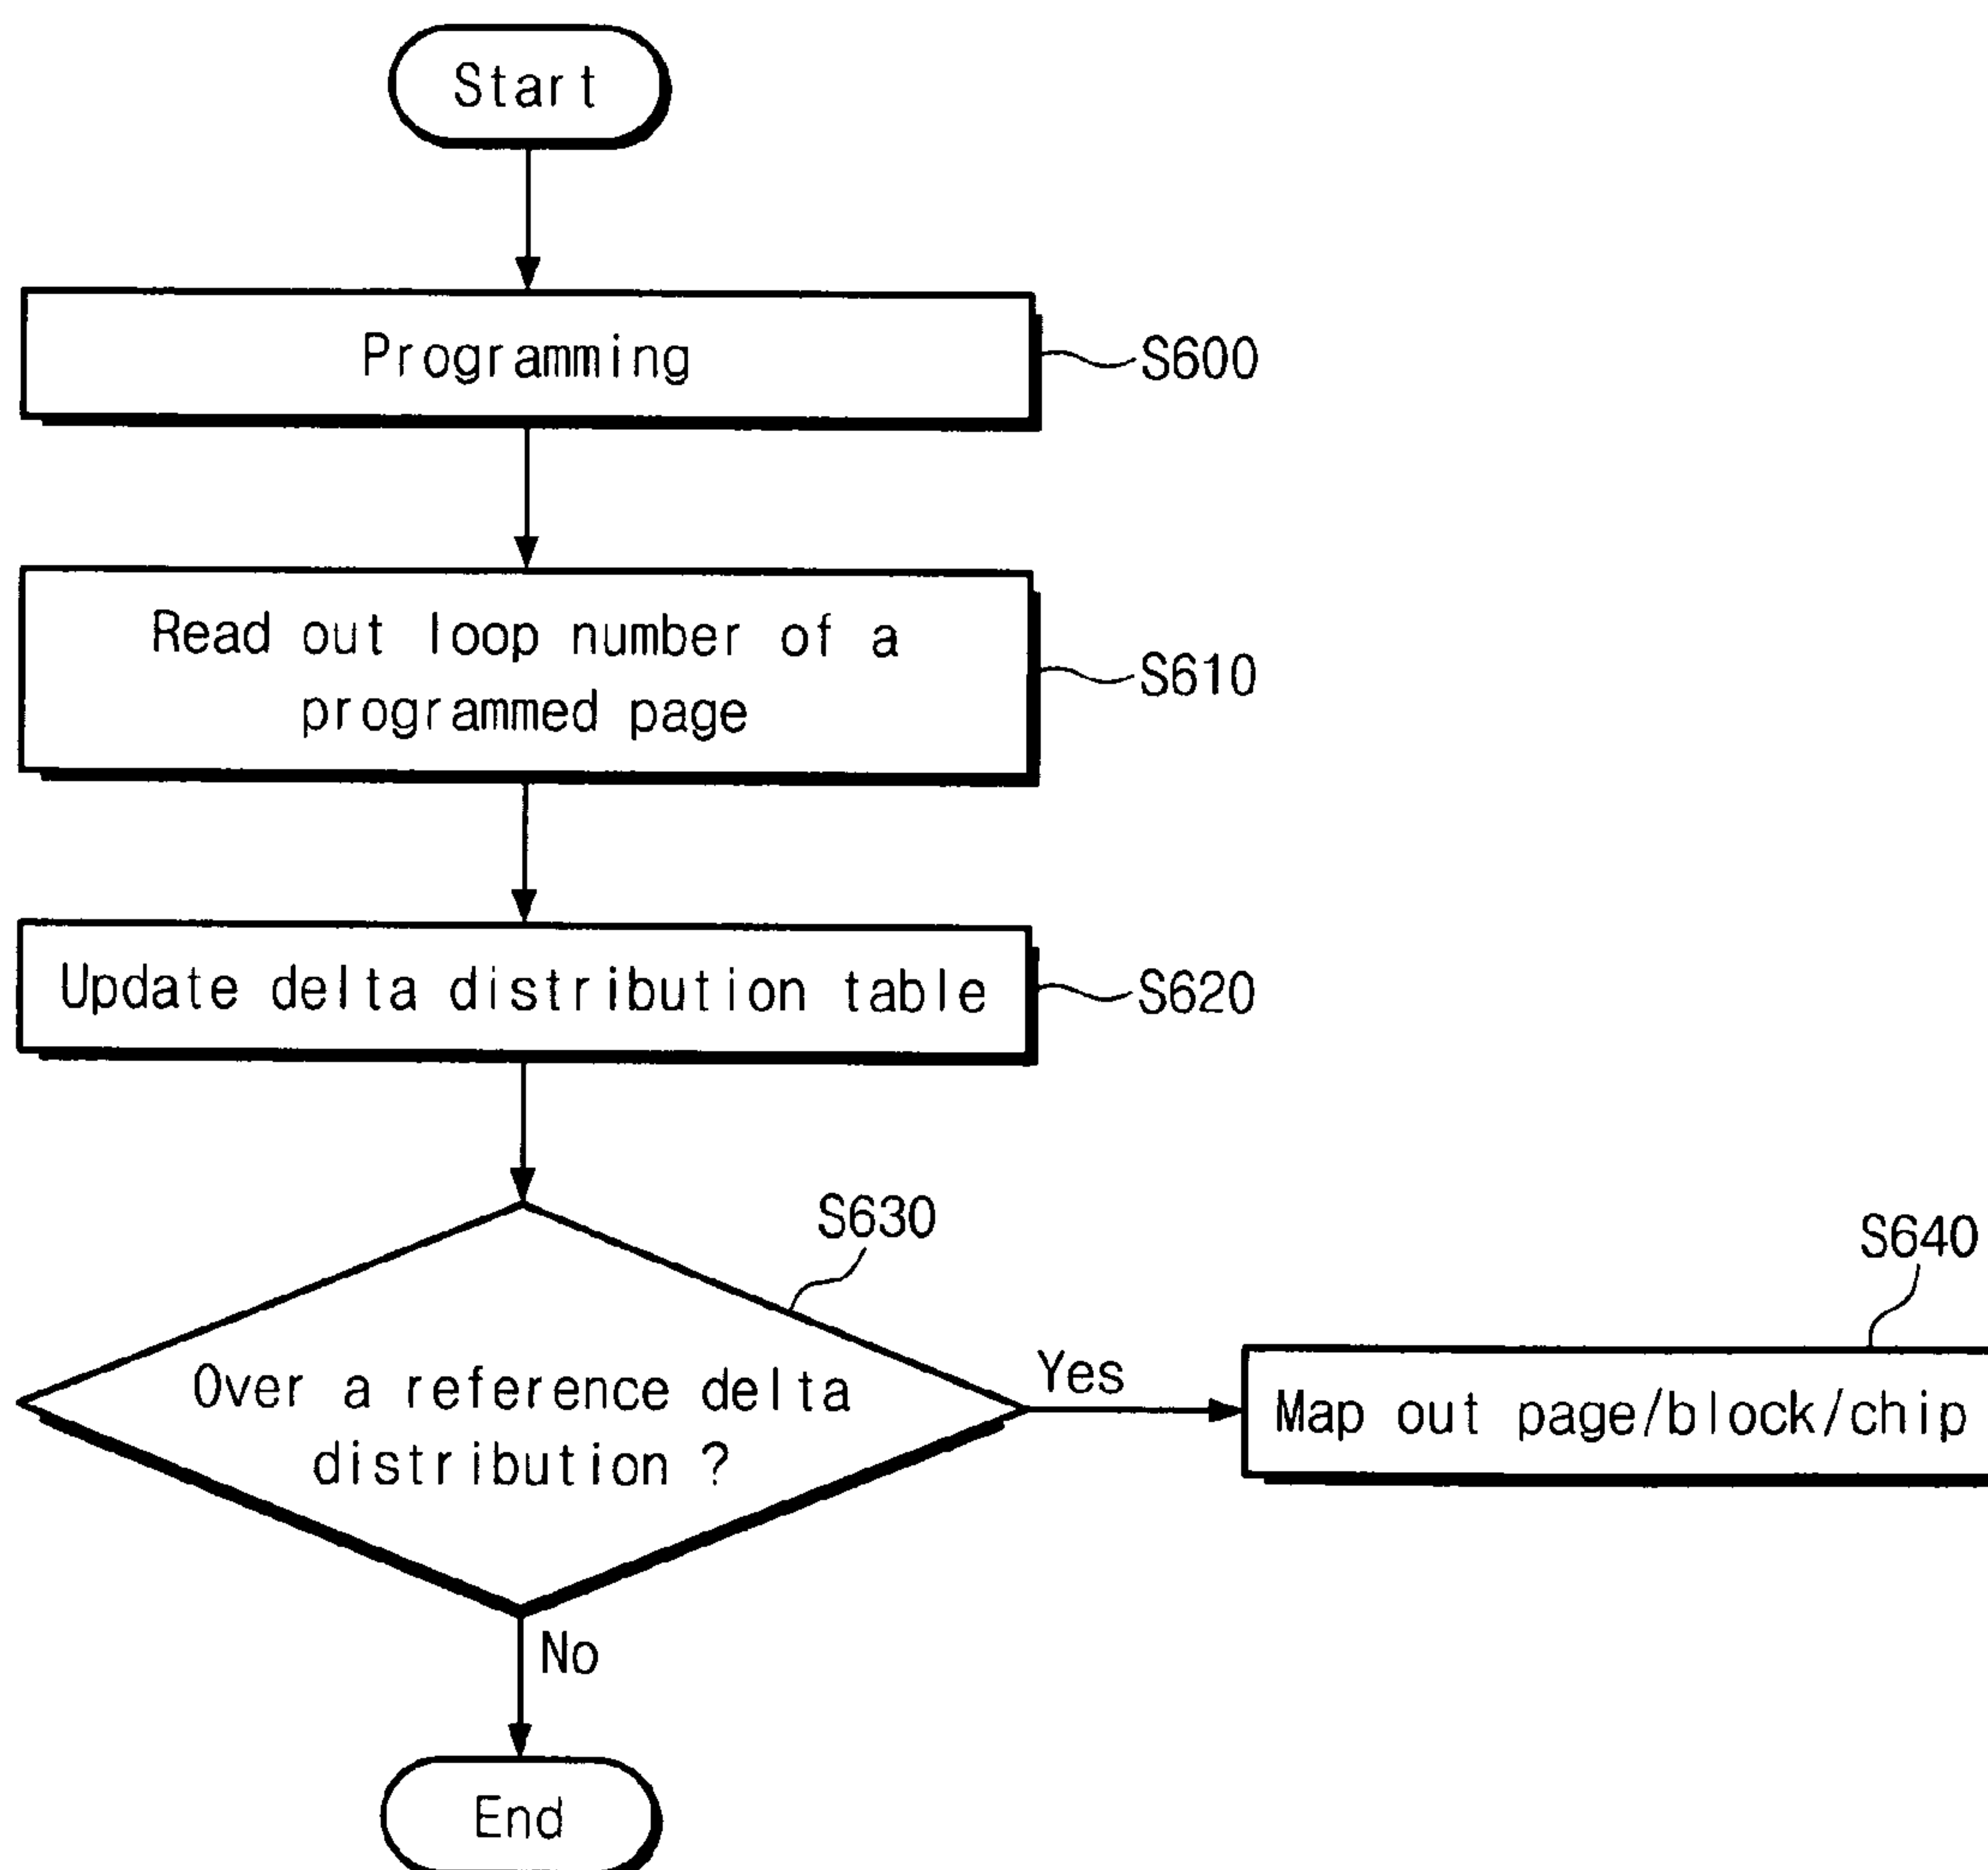 Start
Programming
S600
Read out loop number of a
programmed page
S610
Update delta distribution table
S620
S630
Over a reference delta
distribution ?
Yes
S640
Map out page/block/chip
No
End